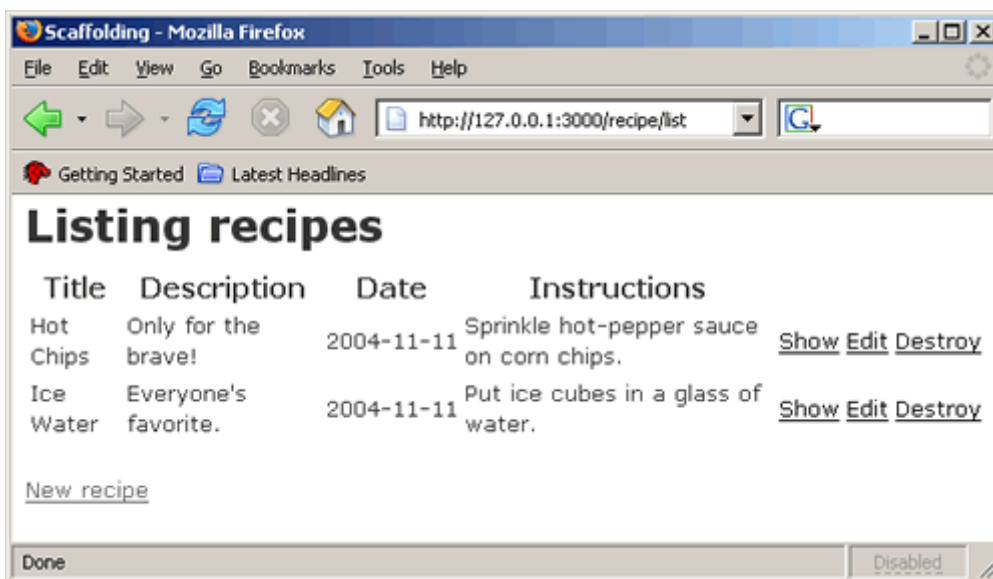 Scaffolding - Mozilla Firefox
File Edit View Go Bookmarks Tools Help
http://127.0.0.1:3000/recipe/list G
Getting Started Latest Headlines
Listing recipes
Title Description Date Instructions
Hot Only for the Sprinkle hot-pepper sauce
Chips brave! 2004-11-11 on corn chips. Show Edit Destroy
Ice Everyone's Put ice cubes in a glass of
Water favorite. 2004-11-11 water. Show Edit Destroy
New recipe
Done Disabled